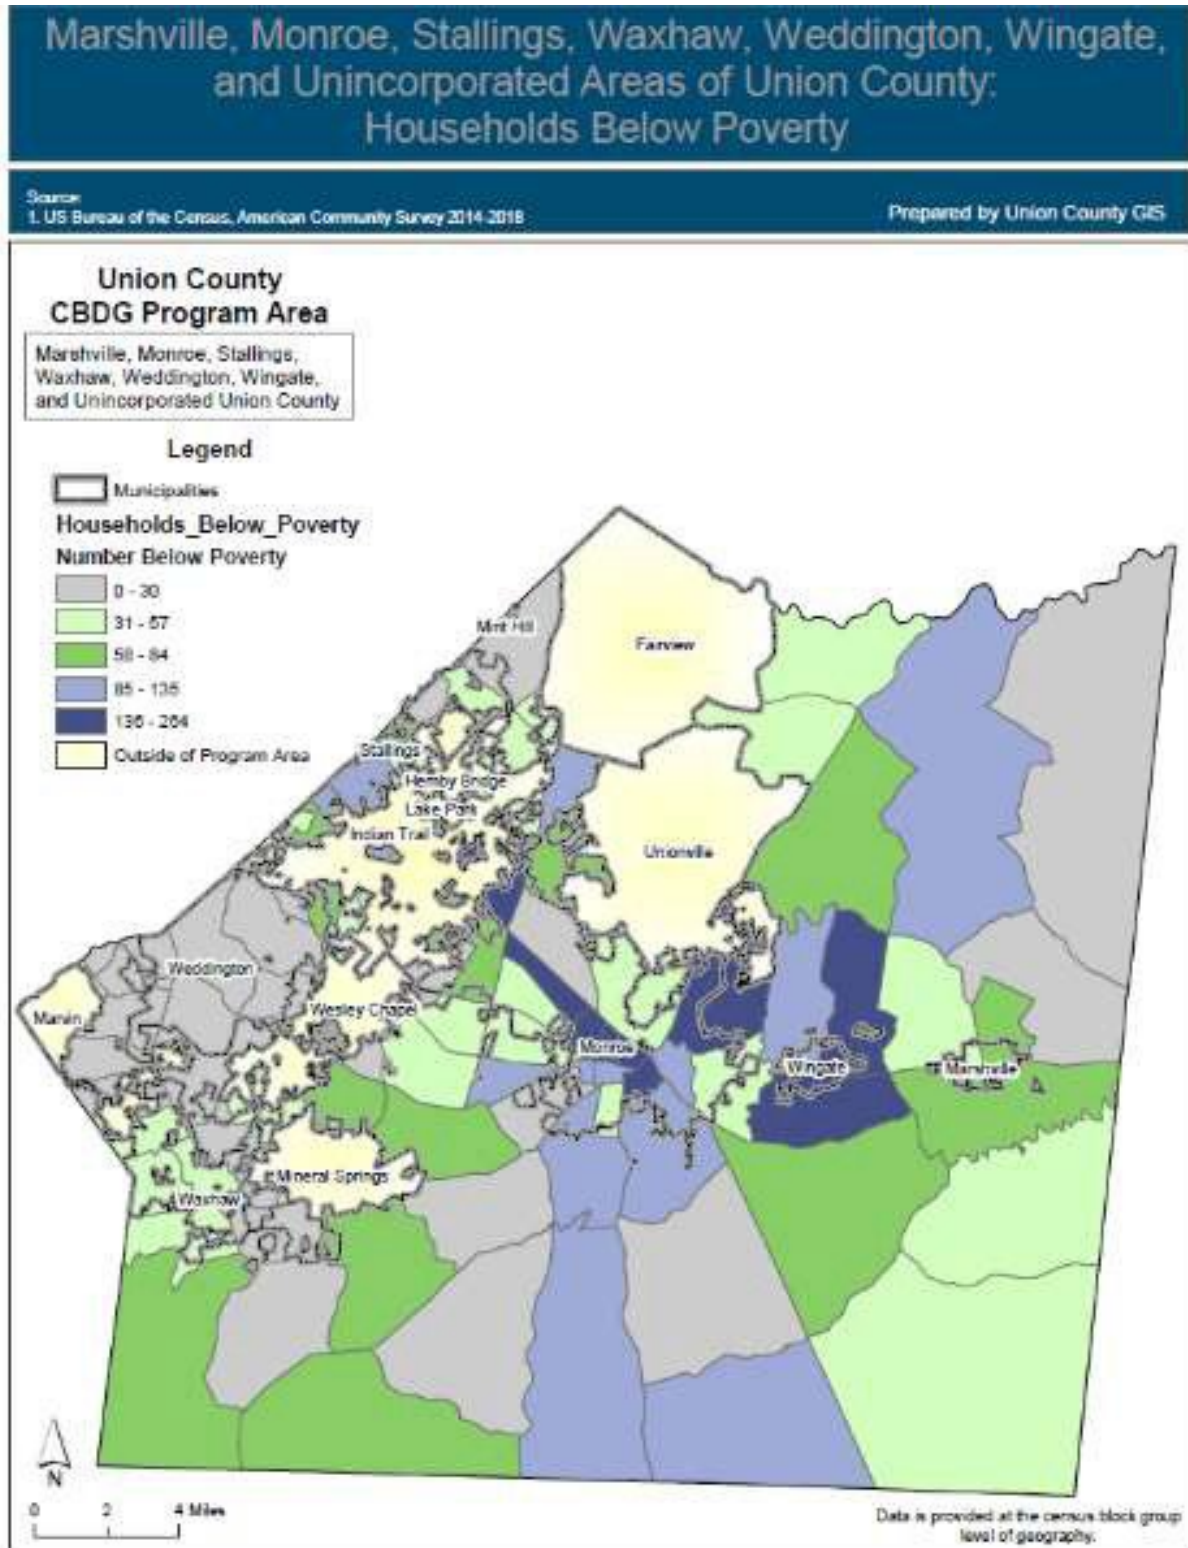 Marshville, Monroe, Stallings, Waxhaw, Weddington, Wingate,
and Unincorporated Areas of Union County:
Households Below Poverty
Source
1. US Bureau of the Census, American Community Survey 2014-2018
Prepared by Union County GIS
Union County
CBDG Program Area
Marshville, Monroe, Stallings,
Waxhaw, Weddington, Wingate,
and Unincorporated Union County
Legend
Municipalities
Households_Below_Poverty
Number Below Poverty
0 - 30
31 - 57
58 - 84
85 - 135
136 - 264
Outside of Program Area
Mint Hill
Fairview
Stallings
Hemby Bridge
Lake Park
Indian Trail
Unionville
Weddington
Marvin
Wesley Chapel
Monroe
Wingate
Marshville
Mineral Springs
Waxhaw
N
0 2 4 Miles
Data is provided at the census block group
level of geography.